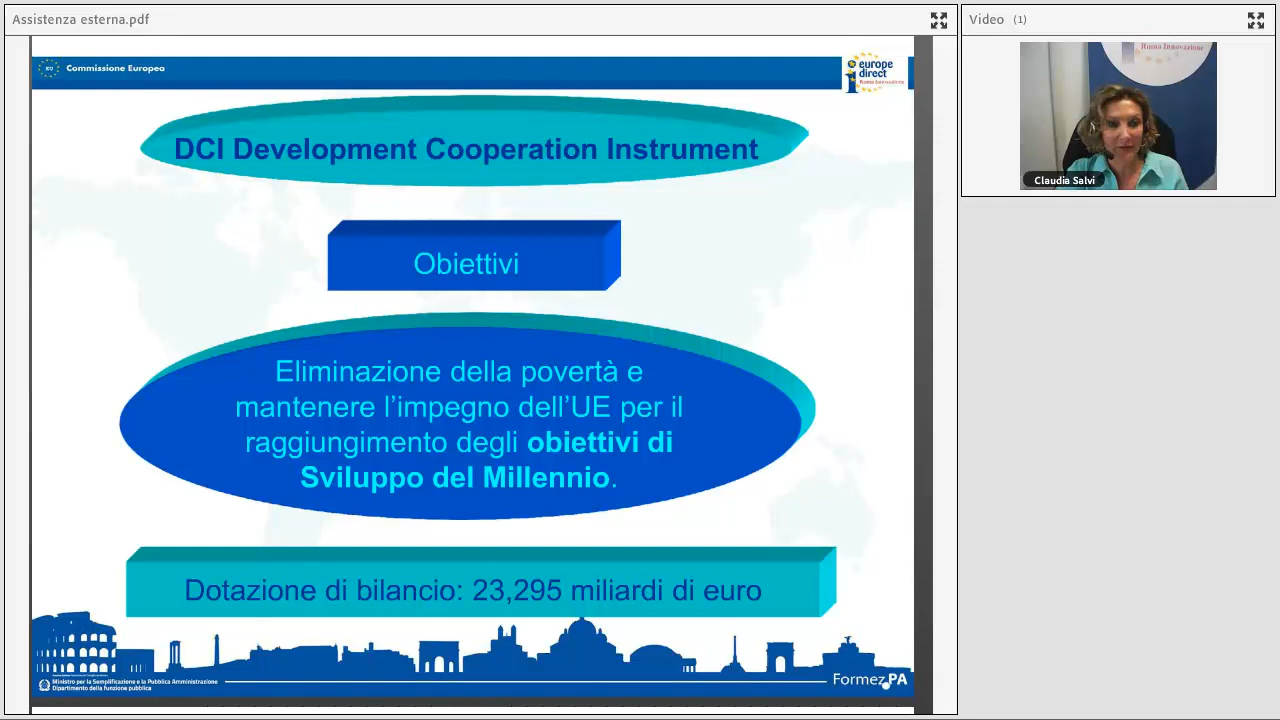 Assistenza esterna.pdf
Video (1)
Commissione Europea
europe
direct
Roma Innovazione
Roma Innovazione
Claudia Salvi
DCI Development Cooperation Instrument
Obiettivi
Eliminazione della povertà e
mantenere l’impegno dell’UE per il
raggiungimento degli obiettivi di
Sviluppo del Millennio.
Dotazione di bilancio: 23,295 miliardi di euro
Ministro per la Semplificazione e la Pubblica Amministrazione
Dipartimento della funzione pubblica
FormezPA